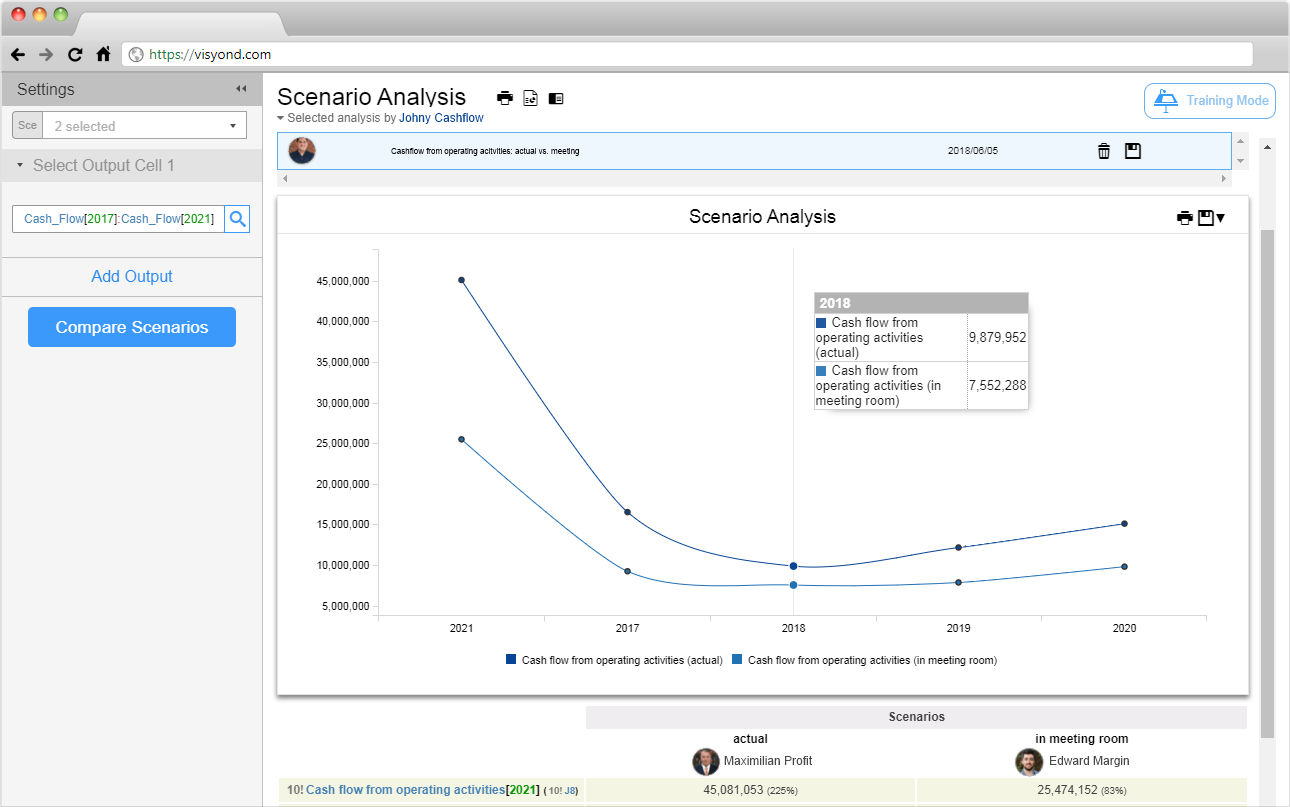 https://visyond.com
Settings
Sce 2 selected
Select Output Cell 1
Cash_Flow[2017]:Cash_Flow[2021]
Add Output
Compare Scenarios
Scenario Analysis
Selected analysis by Johny Cashflow
Training Mode
Cashflow from operating acitivities: actual vs. meeting 2018/06/05
Scenario Analysis
45,000,000
40,000,000
35,000,000
30,000,000
25,000,000
20,000,000
15,000,000
10,000,000
5,000,000
2018
Cash flow from
operating activities
(actual)
9,879,952
Cash flow from
operating activities (in
meeting room)
7,552,288
2021 2017 2018 2019 2020
Cash flow from operating activities (actual) Cash flow from operating activities (in meeting room)
Scenarios
actual in meeting room
Maximilian Profit Edward Margin
10! Cash flow from operating activities[2021] ( 10! J8) 45,081,053 (225%) 25,474,152 (83%)